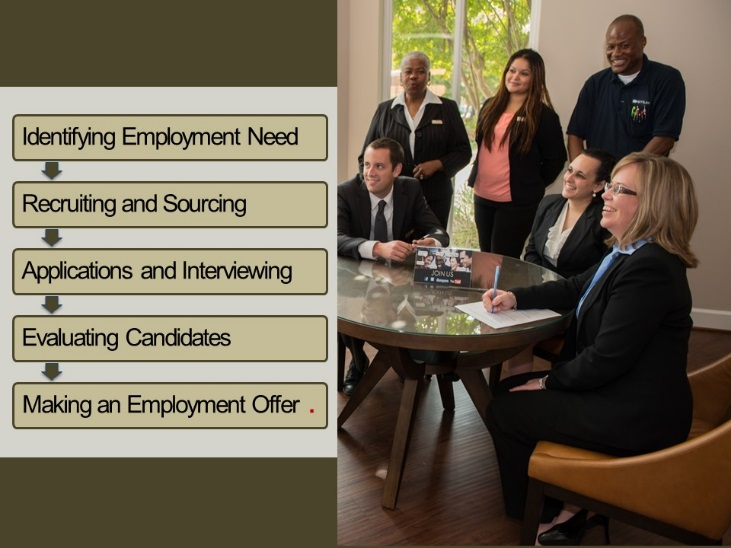 Identifying Employment Need
Recruiting and Sourcing
Applications and Interviewing
Evaluating Candidates
Making an Employment Offer .
JOIN US